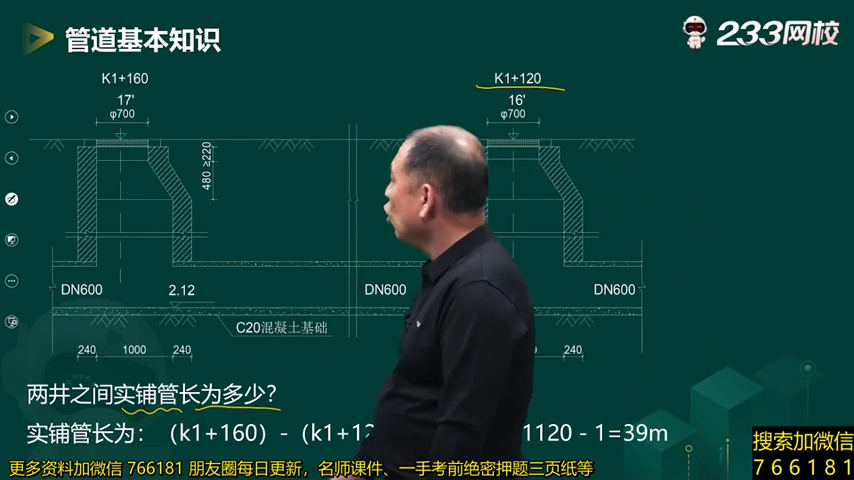 管道基本知识
233网校
K1+160
K1+120
17'
16'
φ700
φ700
480 ≥220
DN600
2.12
DN600
DN600
C20混凝土基础
240 1000 240
240
两井之间实铺管长为多少？
实铺管长为：（k1+160）-（k1+12
1120 - 1=39m
搜索加微信
766181
更多资料加微信 766181 朋友圈每日更新，名师课件、一手考前绝密押题三页纸等